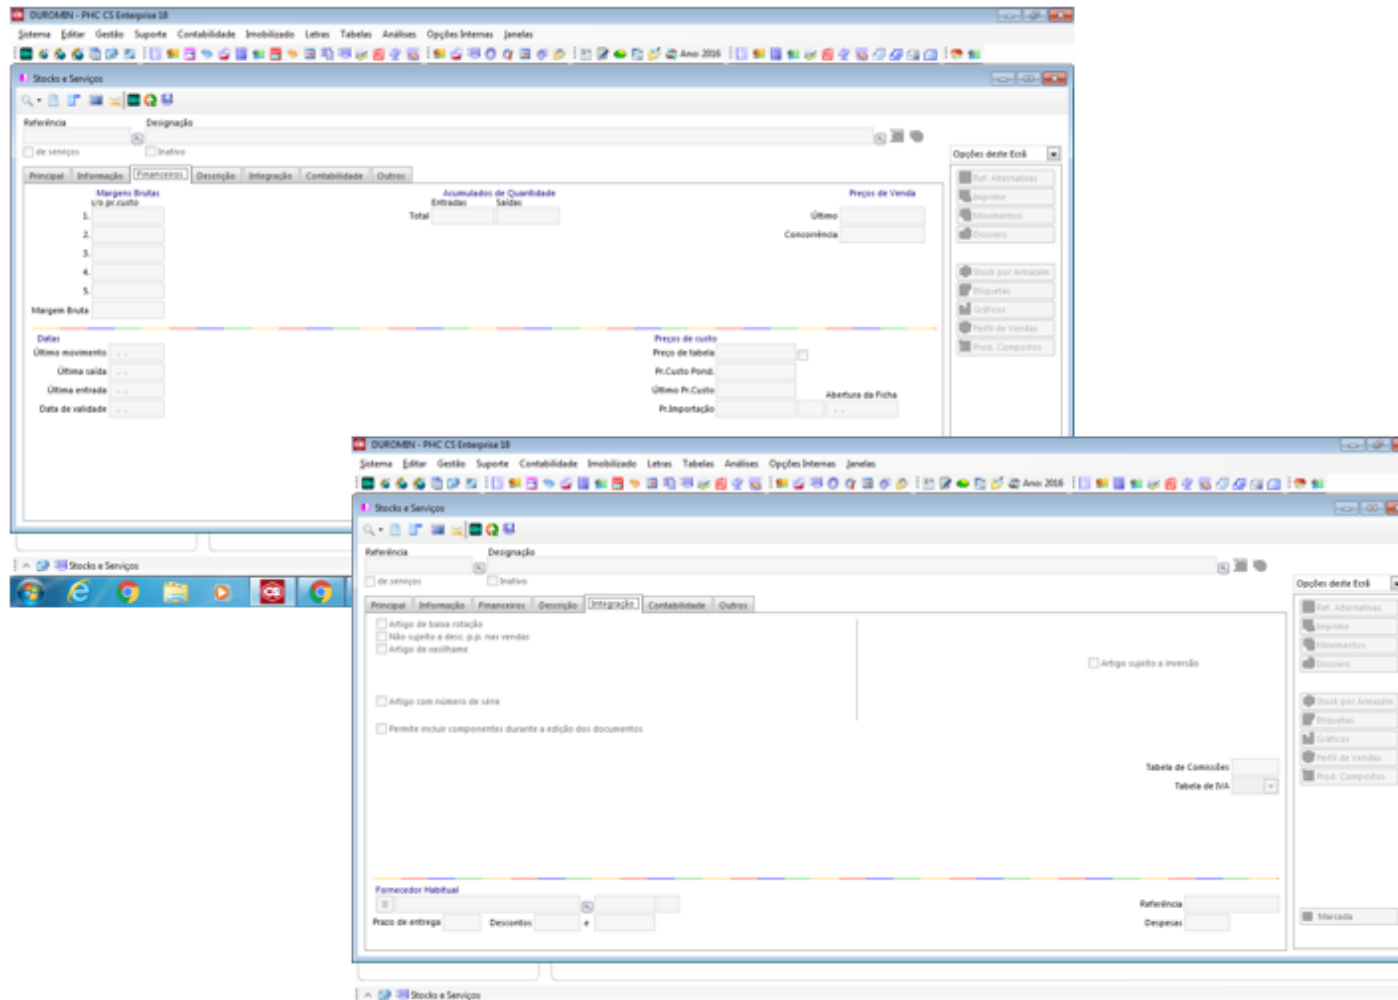 DUROMIN - PHC CS Enterprise 18
Sistema Editar Gestão Suporte Contabilidade Imobilizado Letras Tabelas Análises Opções Internas Janelas
Ano: 2016
Stocks e Serviços
Referência Designação
de serviços Inativo
Opções deste Ecrã
Principal Informação Financeiros Descrição Integração Contabilidade Outros
Ref. Alternativas
Imprimir
Movimentos
Dossiers
Stock por Armazém
Etiquetas
Gráficos
Perfil de Vendas
Prod. Compostos
Margens Brutas
s/o pr.custo
1.
2.
3.
4.
5.
Margem Bruta
Acumulados de Quantidade
Entradas Saídas
Total
Preços de Venda
Último
Concorrência
Datas
Último movimento
Última saída
Última entrada
Data de validade
Preços de custo
Preço de tabela
Pr.Custo Pond.
Último Pr.Custo
Pr.Importação
Abertura da Ficha
Stocks e Serviços
DUROMIN - PHC CS Enterprise 18
Sistema Editar Gestão Suporte Contabilidade Imobilizado Letras Tabelas Análises Opções Internas Janelas
Ano: 2016
Stocks e Serviços
Referência Designação
de serviços Inativo
Opções deste Ecrã
Principal Informação Financeiros Descrição Integração Contabilidade Outros
Ref. Alternativas
Imprimir
Movimentos
Dossiers
Stock por Armazém
Etiquetas
Gráficos
Perfil de Vendas
Prod. Compostos
Marcada
Artigo de baixa rotação
Não sujeito a desc. p.p. nas vendas
Artigo de vasilhame
Artigo sujeito a inversão
Artigo com número de série
Permite incluir componentes durante a edição dos documentos
Tabela de Comissões
Tabela de IVA
Fornecedor Habitual
Referência
Prazo de entrega Descontos e Despesas
Stocks e Serviços